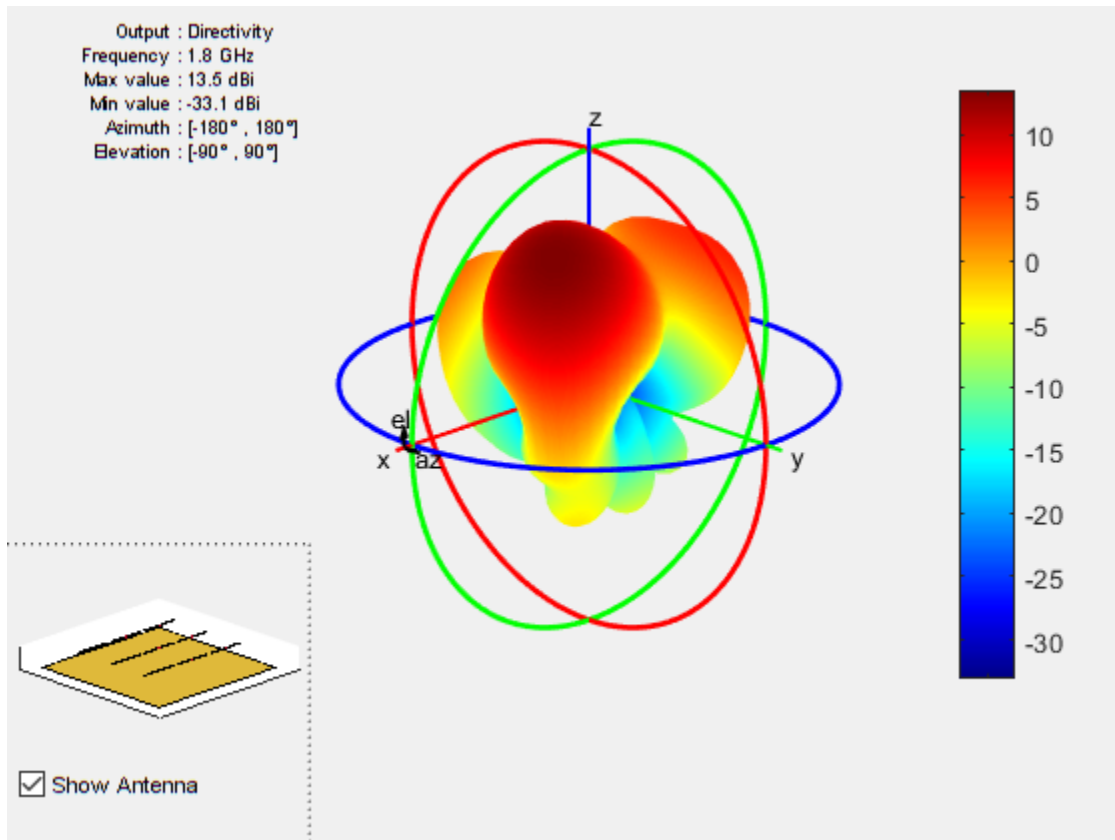 Output : Directivity
Frequency : 1.8 GHz
Max value : 13.5 dBi
Min value : -33.1 dBi
Azimuth : [-180° , 180°]
Elevation : [-90° , 90°]
z
el
x
az
y
10
5
0
-5
-10
-15
-20
-25
-30
Show Antenna